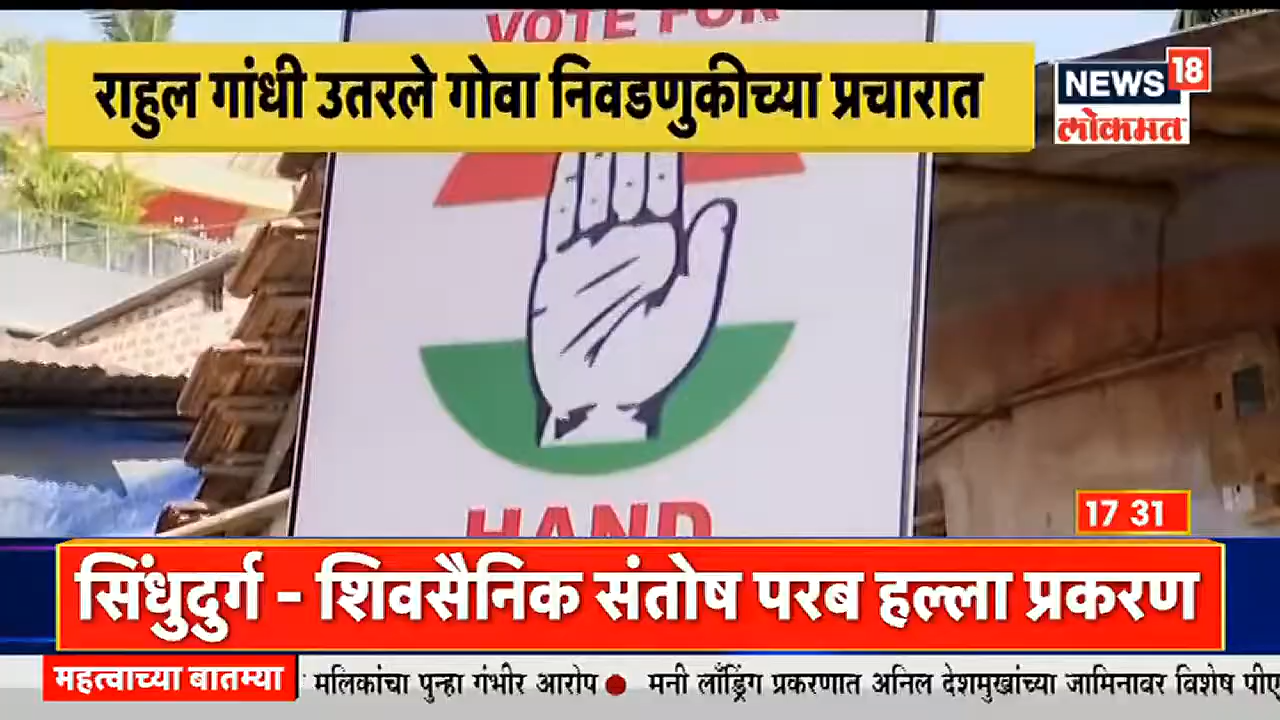 VOTE FOR
राहुल गांधी उतरले गोवा निवडणुकीच्या प्रचारात
NEWS 18
लोकमत
HAND
17 31
सिंधुदुर्ग - शिवसैनिक संतोष परब हल्ला प्रकरण
महत्वाच्या बातम्या
मलिकांचा पुन्हा गंभीर आरोप ● मनी लाँड्रिंग प्रकरणात अनिल देशमुखांच्या जामिनावर विशेष